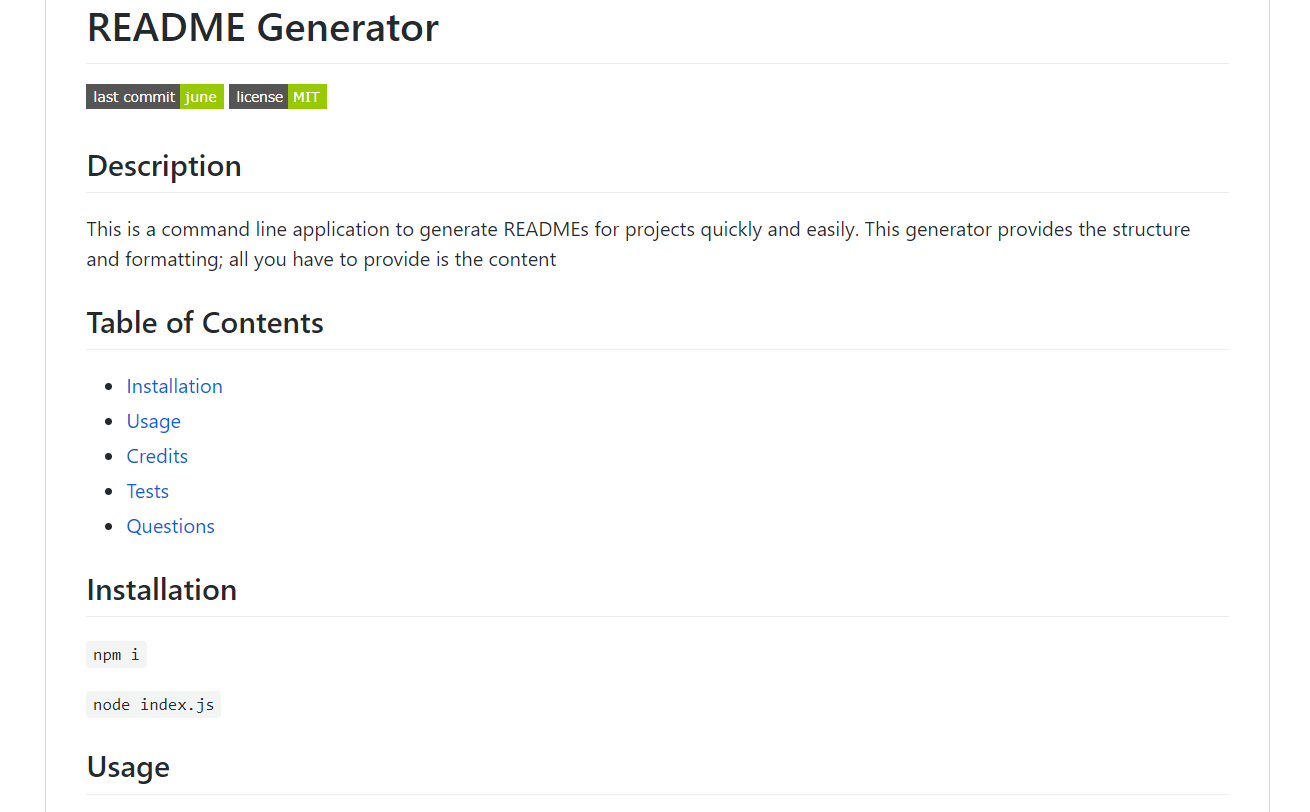 README Generator
last commit june license MIT
Description
This is a command line application to generate READMEs for projects quickly and easily. This generator provides the structure
and formatting; all you have to provide is the content
Table of Contents
Installation
Usage
Credits
Tests
Questions
Installation
npm i
node index.js
Usage